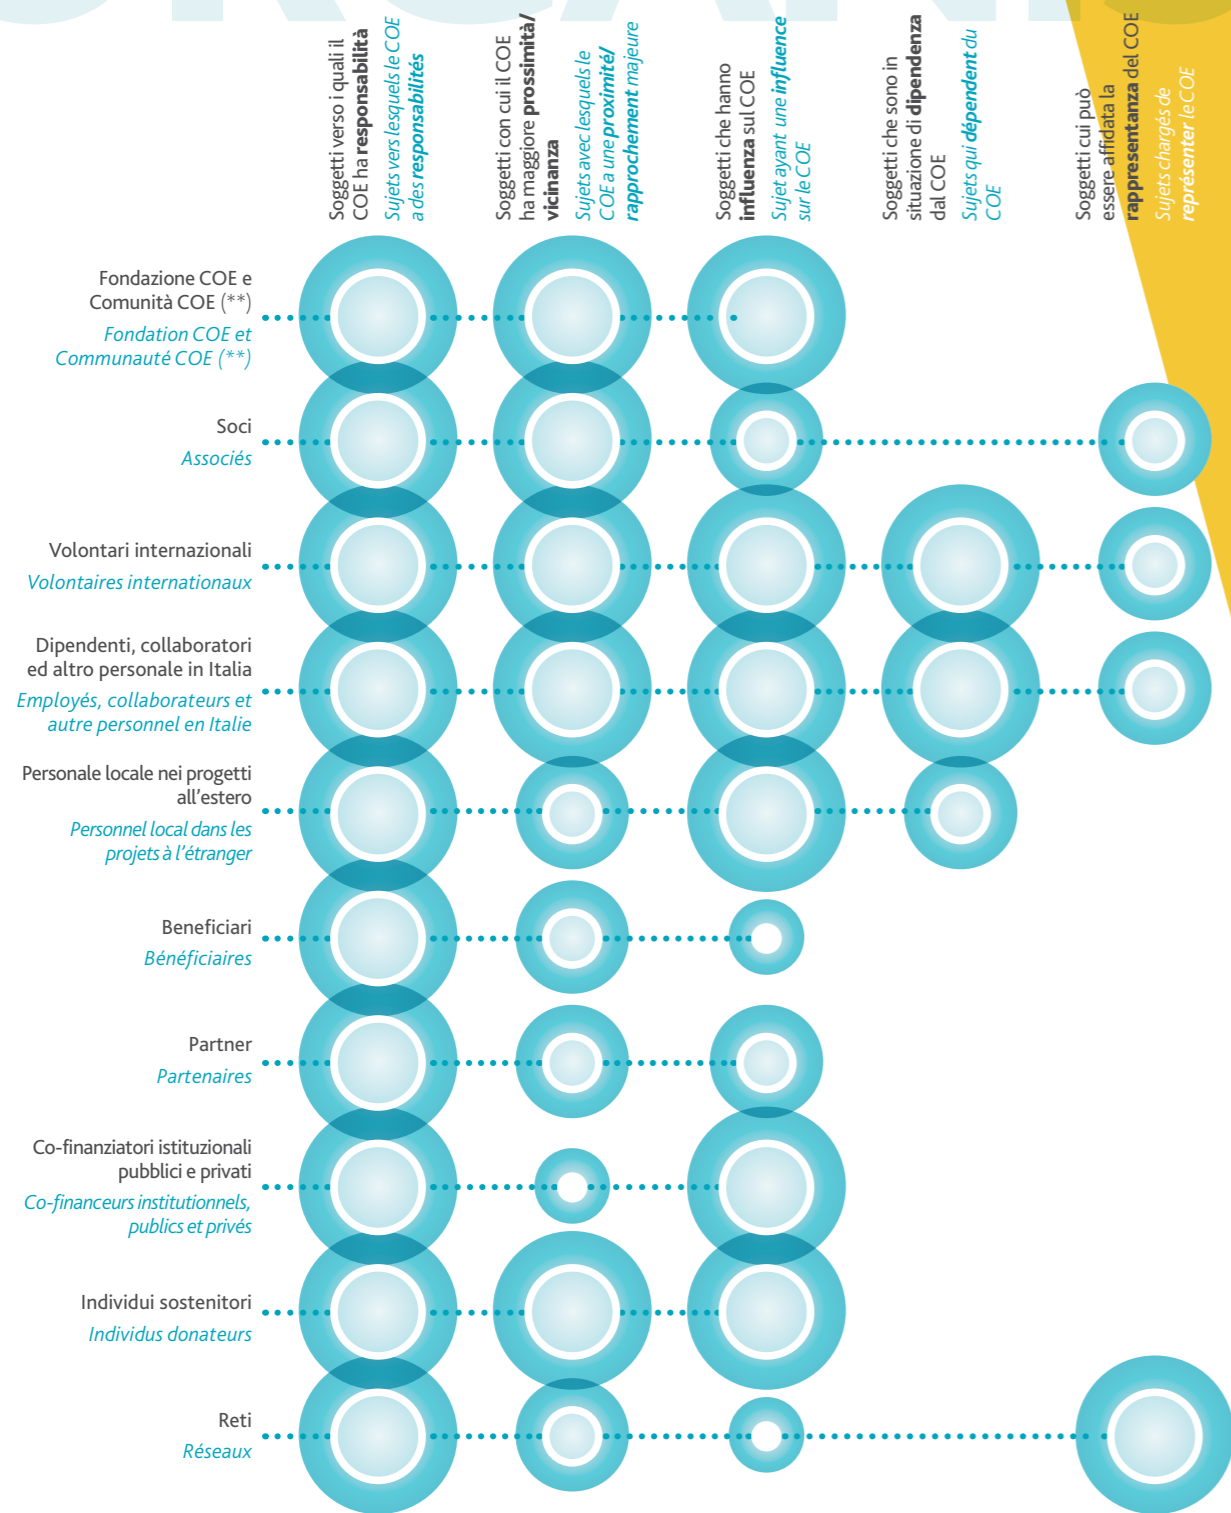 Soggetti verso i quali il
COE ha responsabilità
Sujets vers lesquels le COE
a des responsabilités
Soggetti con cui il COE
ha maggiore prossimità/
vicinanza
Sujets avec lesquels le
COE a une proximité/
rapprochement majeure
Soggetti che hanno
influenza sul COE
Sujet ayant une influence
sur le COE
Soggetti che sono in
situazione di dipendenza
dal COE
Sujets qui dépendent du
COE
Soggetti cui può
essere affidata la
rappresentanza del COE
Sujets chargés de
représenter le COE
Fondazione COE e
Comunità COE (**)
Fondation COE et
Communauté COE (**)
Soci
Associés
Volontari internazionali
Volontaires internationaux
Dipendenti, collaboratori
ed altro personale in Italia
Employés, collaborateurs et
autre personnel en Italie
Personale locale nei progetti
all'estero
Personnel local dans les
projets à l'étranger
Beneficiari
Bénéficiaires
Partner
Partenaires
Co-finanziatori istituzionali
pubblici e privati
Co-financeurs institutionnels,
publics et privés
Individui sostenitori
Individus donateurs
Reti
Réseaux